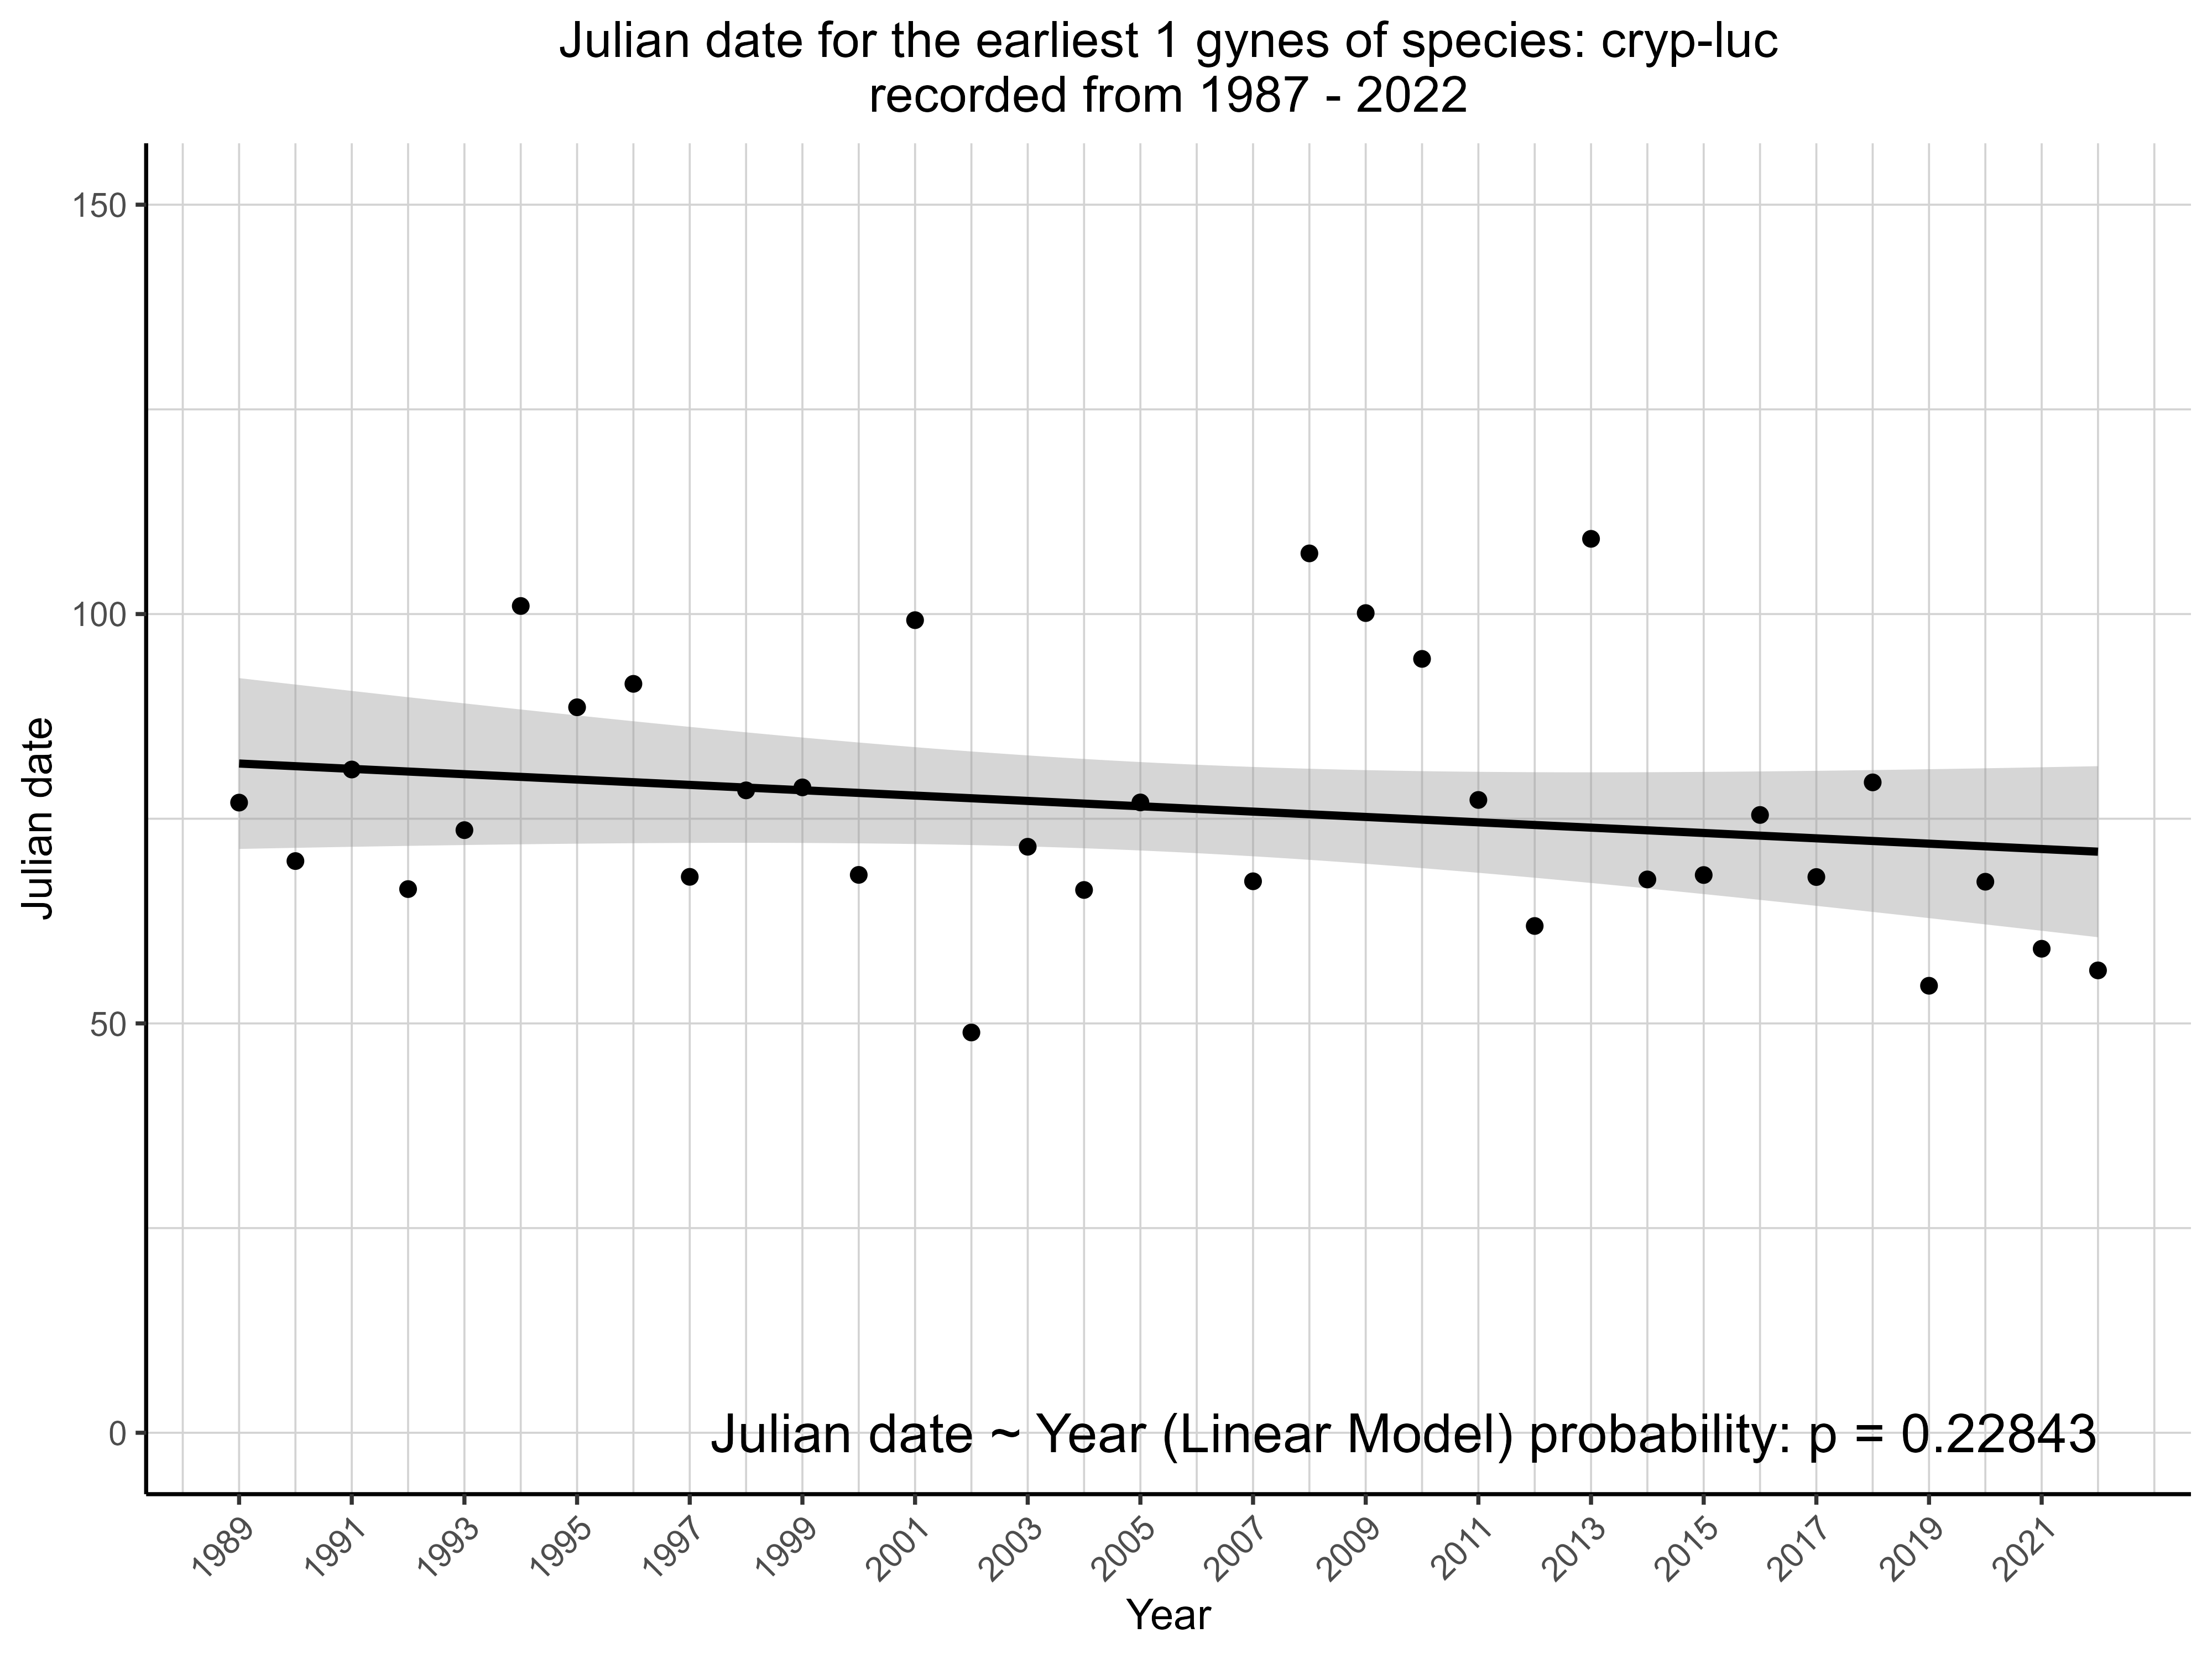 Julian date for the earliest 1 gynes of species: cryp-luc
recorded from 1987 - 2022
150
100
50
0
Julian date
Julian date ~ Year (Linear Model) probability: p = 0.22843
1989 1991 1993 1995 1997 1999 2001 2003 2005 2007 2009 2011 2013 2015 2017 2019 2021
Year